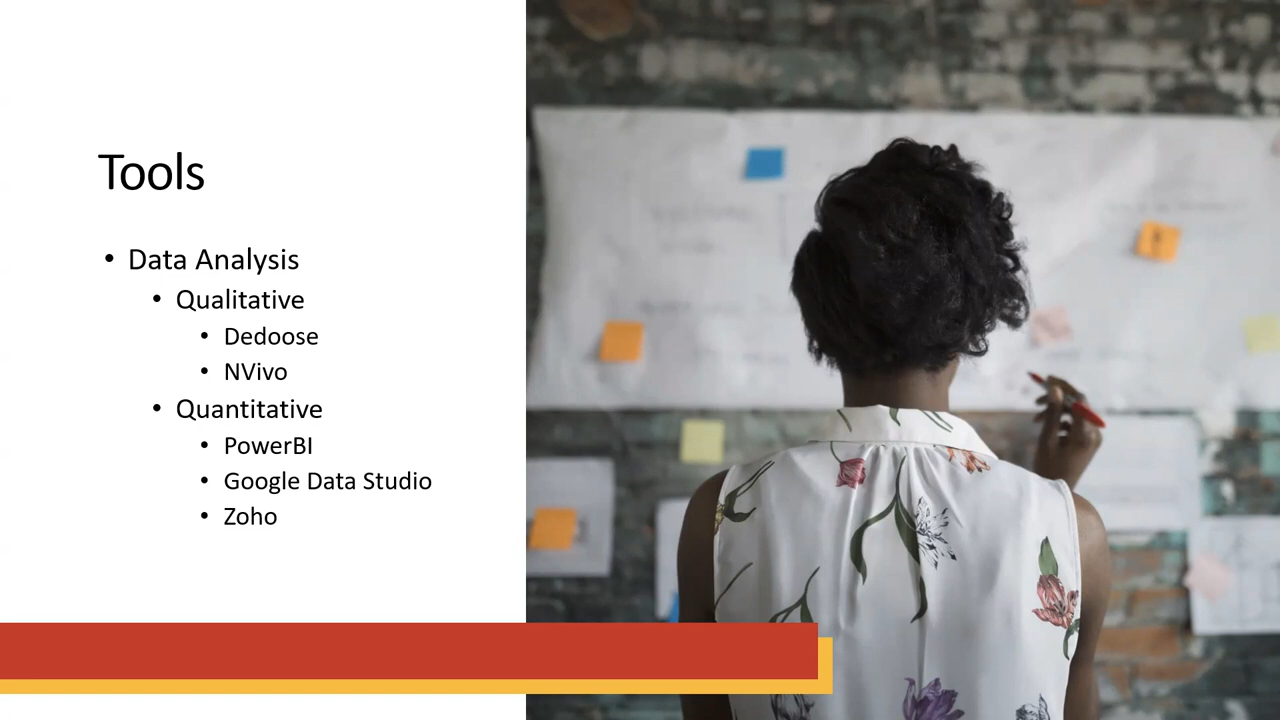 Tools
• Data Analysis
• Qualitative
• Dedoose
• NVivo
• Quantitative
• PowerBI
• Google Data Studio
• Zoho